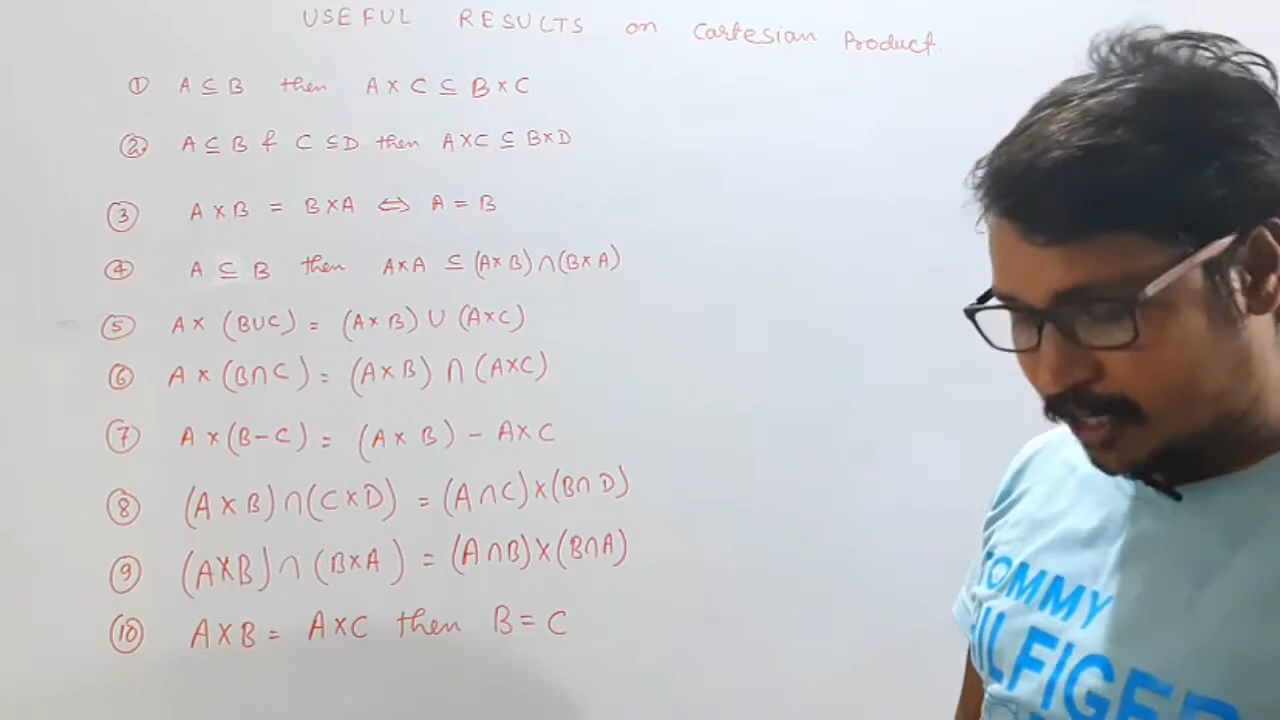 USEFUL RESULTS on Cartesian Product.
① A ⊆ B then A × C ⊆ B × C
② A ⊆ B & C ⊆ D then A×C ⊆ B×D
③ A × B = B×A ⇔ A = B
④ A ⊆ B then A×A ⊆ (A×B)∩(B×A)
⑤ A× (B∪C) = (A×B) ∪ (A×C)
⑥ A × (B∩C) = (A×B) ∩ (A×C)
⑦ A ×(B-C) = (A × B) - A×C
⑧ (A × B)∩(C×D) = (A∩C)×(B∩D)
⑨ (A×B)∩(B×A) = (A∩B)×(B∩A)
⑩ A×B = A×C then B = C
TOMMY
HILFIGER